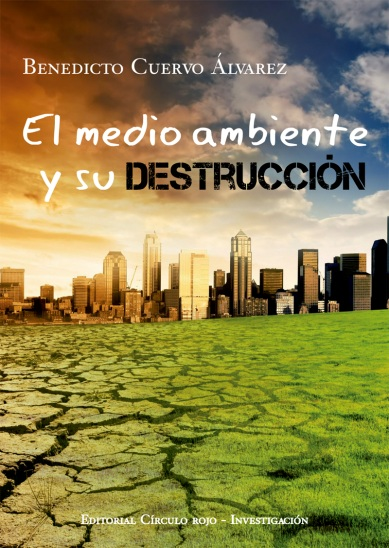 Benedicto Cuervo Álvarez
El medio ambiente
y su DESTRUCCIÓN
Editorial Círculo rojo - Investigación